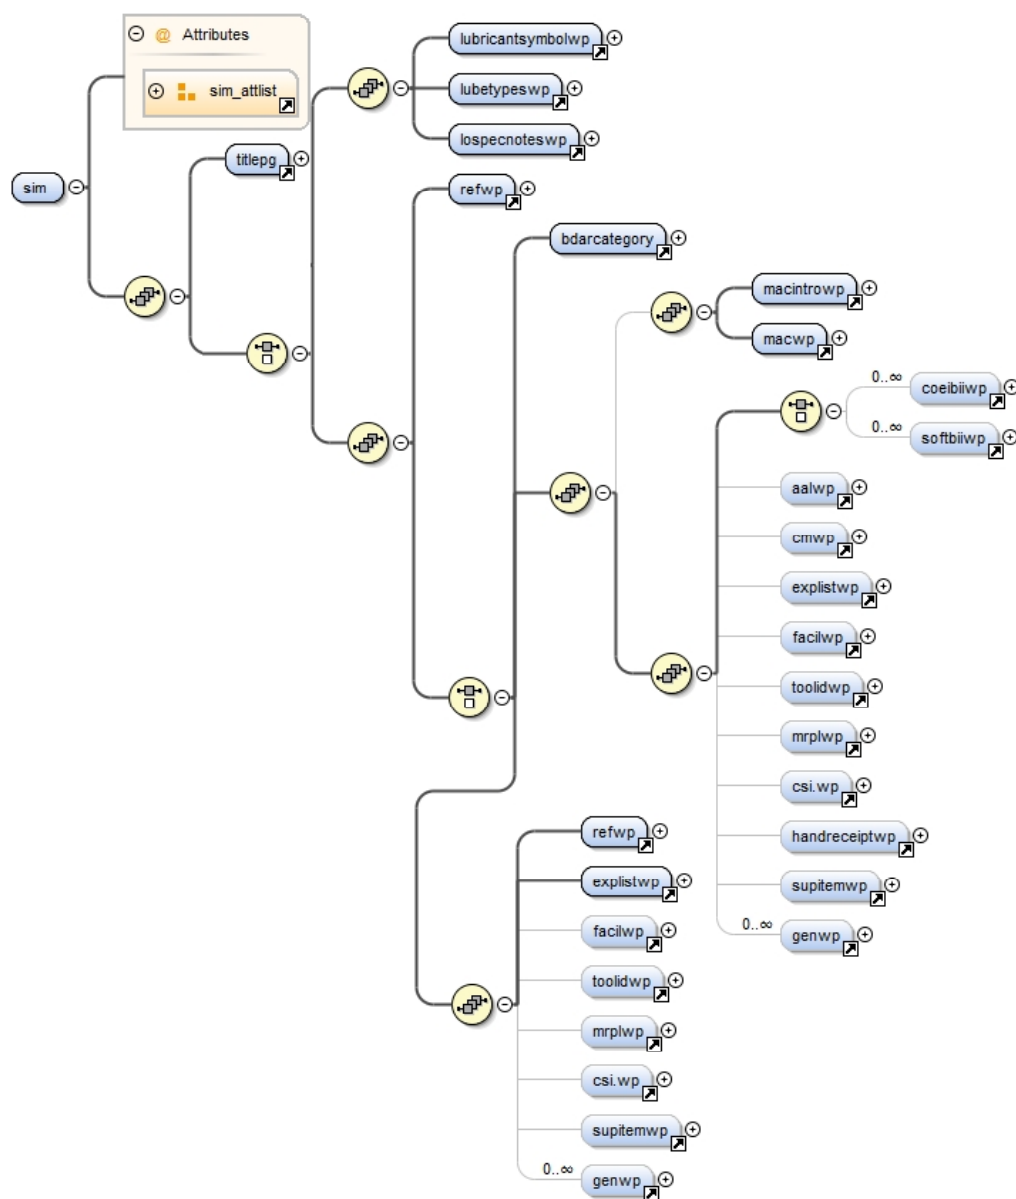 Attributes
sim_attlist
lubricantsymbolwp
lubetypeswp
lospecnoteswp
titlepg
sim
refwp
bdarcategory
macintrowp
macwp
0..∞
coeibiiwp
0..∞
softbiiwp
aalwp
cmwp
explistwp
facilwp
toolidwp
mrplwp
csi.wp
handreceiptwp
supitemwp
0..∞
genwp
refwp
explistwp
facilwp
toolidwp
mrplwp
csi.wp
supitemwp
0..∞
genwp